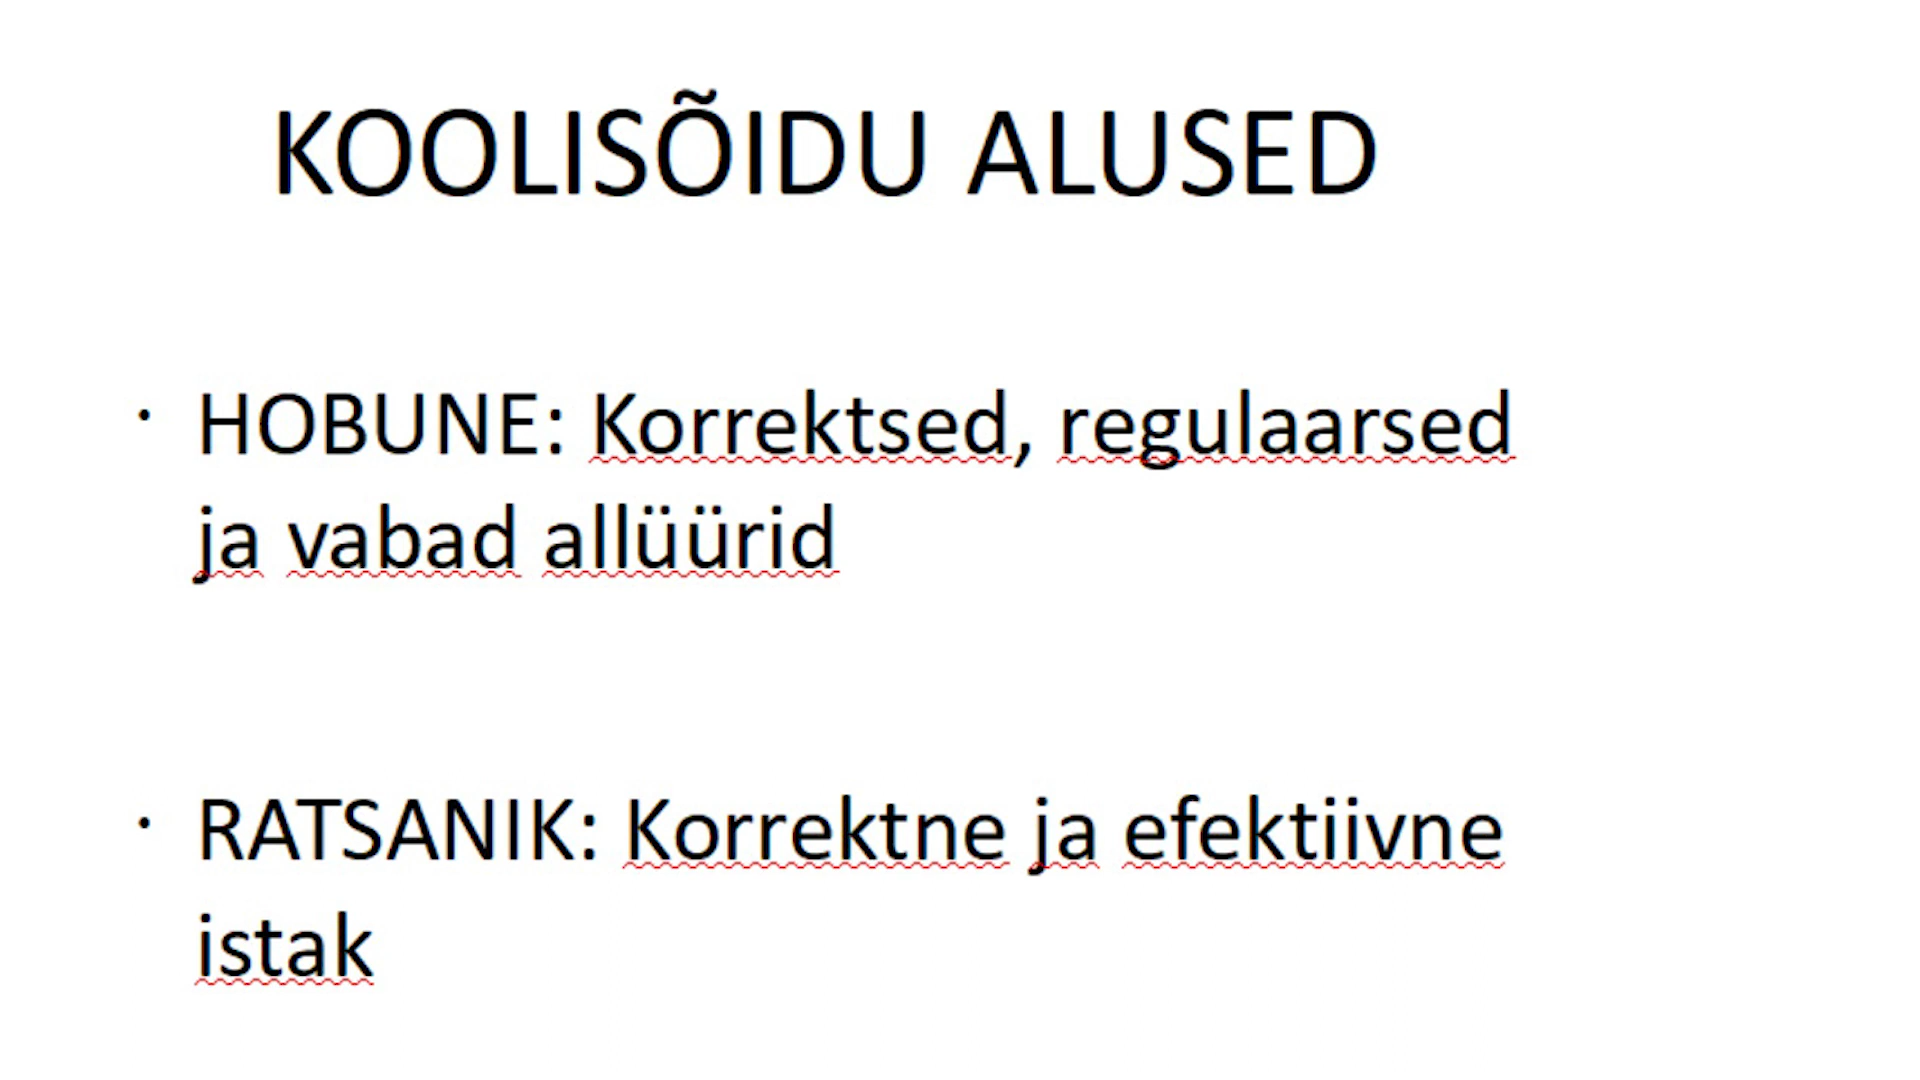 KOOLISÕIDU ALUSED
· HOBUNE: Korrektsed, regulaarsed
ja vabad allüürid
· RATSANIK: Korrektne ja efektiivne
istak